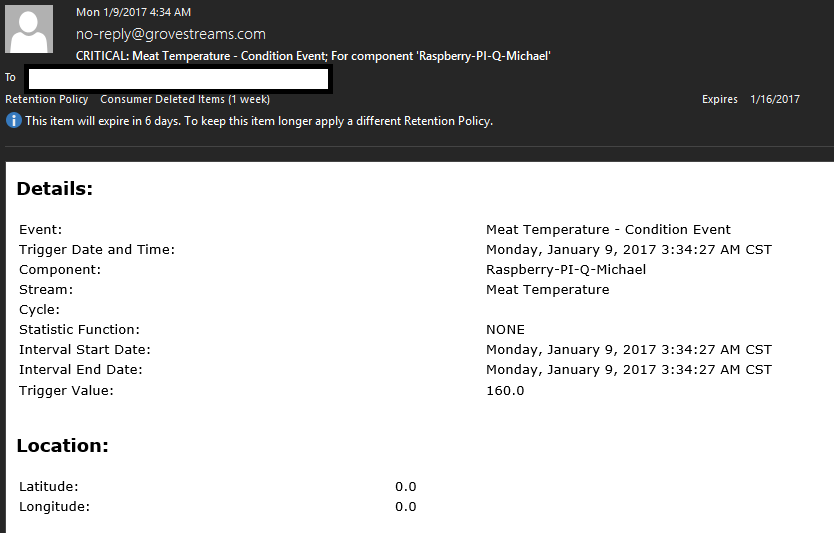 Mon 1/9/2017 4:34 AM
no-reply@grovestreams.com
CRITICAL: Meat Temperature - Condition Event; For component 'Raspberry-PI-Q-Michael'
To
Retention Policy Consumer Deleted Items (1 week) Expires 1/16/2017
This item will expire in 6 days. To keep this item longer apply a different Retention Policy.
Details:
Event: Meat Temperature - Condition Event
Trigger Date and Time: Monday, January 9, 2017 3:34:27 AM CST
Component: Raspberry-PI-Q-Michael
Stream: Meat Temperature
Cycle:
Statistic Function: NONE
Interval Start Date: Monday, January 9, 2017 3:34:27 AM CST
Interval End Date: Monday, January 9, 2017 3:34:27 AM CST
Trigger Value: 160.0
Location:
Latitude: 0.0
Longitude: 0.0